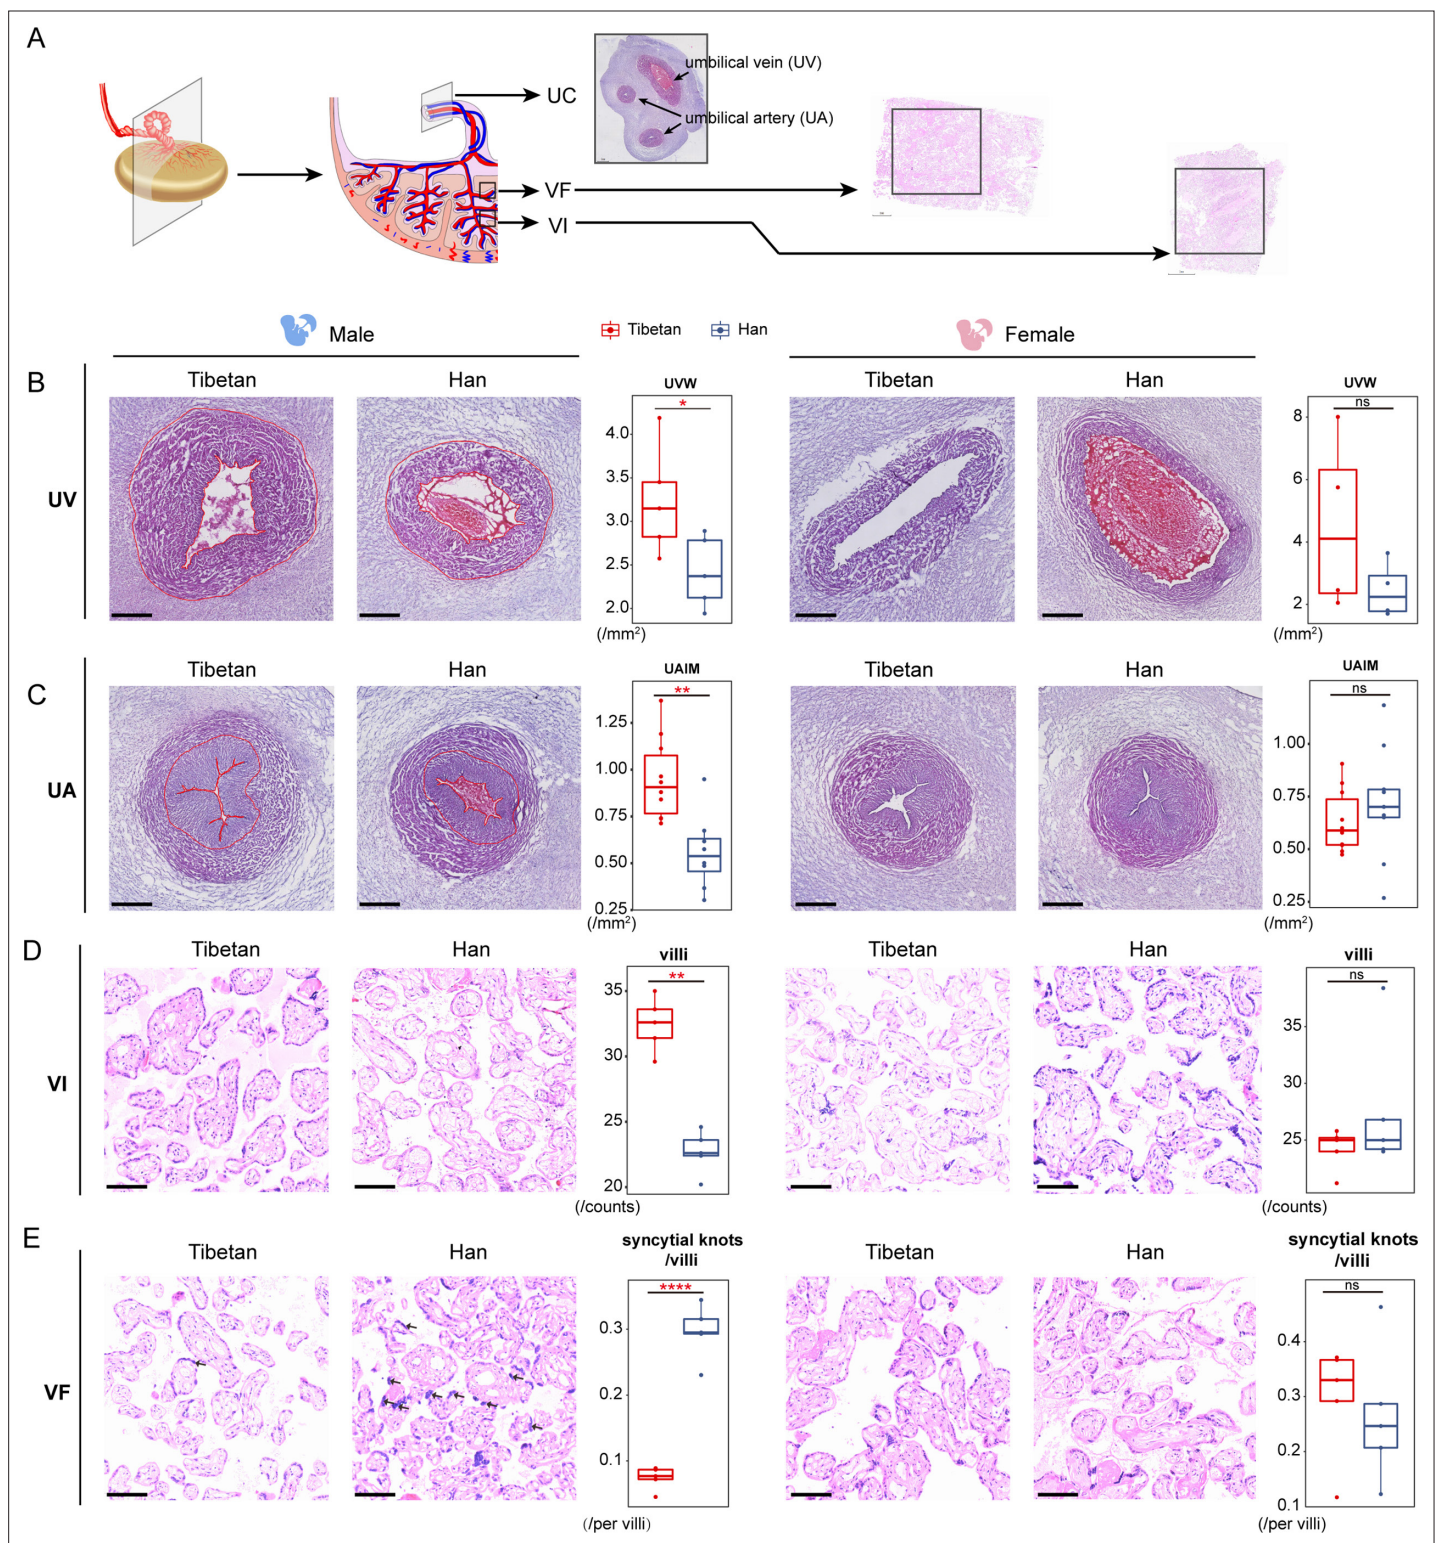 A
UC
umbilical vein (UV)
umbilical artery (UA)
VF
VI
Male
Tibetan
Han
Female
B
UV
Tibetan
Han
UVW
*
4.0
3.5
3.0
2.5
2.0
(/mm²)
Tibetan
Han
UVW
ns
8
6
4
2
(/mm²)
C
UA
Tibetan
Han
UAIM
**
1.25
1.00
0.75
0.50
0.25
(/mm²)
Tibetan
Han
UAIM
ns
1.00
0.75
0.50
0.25
(/mm²)
D
VI
Tibetan
Han
villi
**
35
30
25
20
(/counts)
Tibetan
Han
villi
ns
35
30
25
(/counts)
E
VF
Tibetan
Han
syncytial knots
/villi
****
0.3
0.2
0.1
(/per villi)
Tibetan
Han
syncytial knots
/villi
ns
0.4
0.3
0.2
0.1
(/per villi)